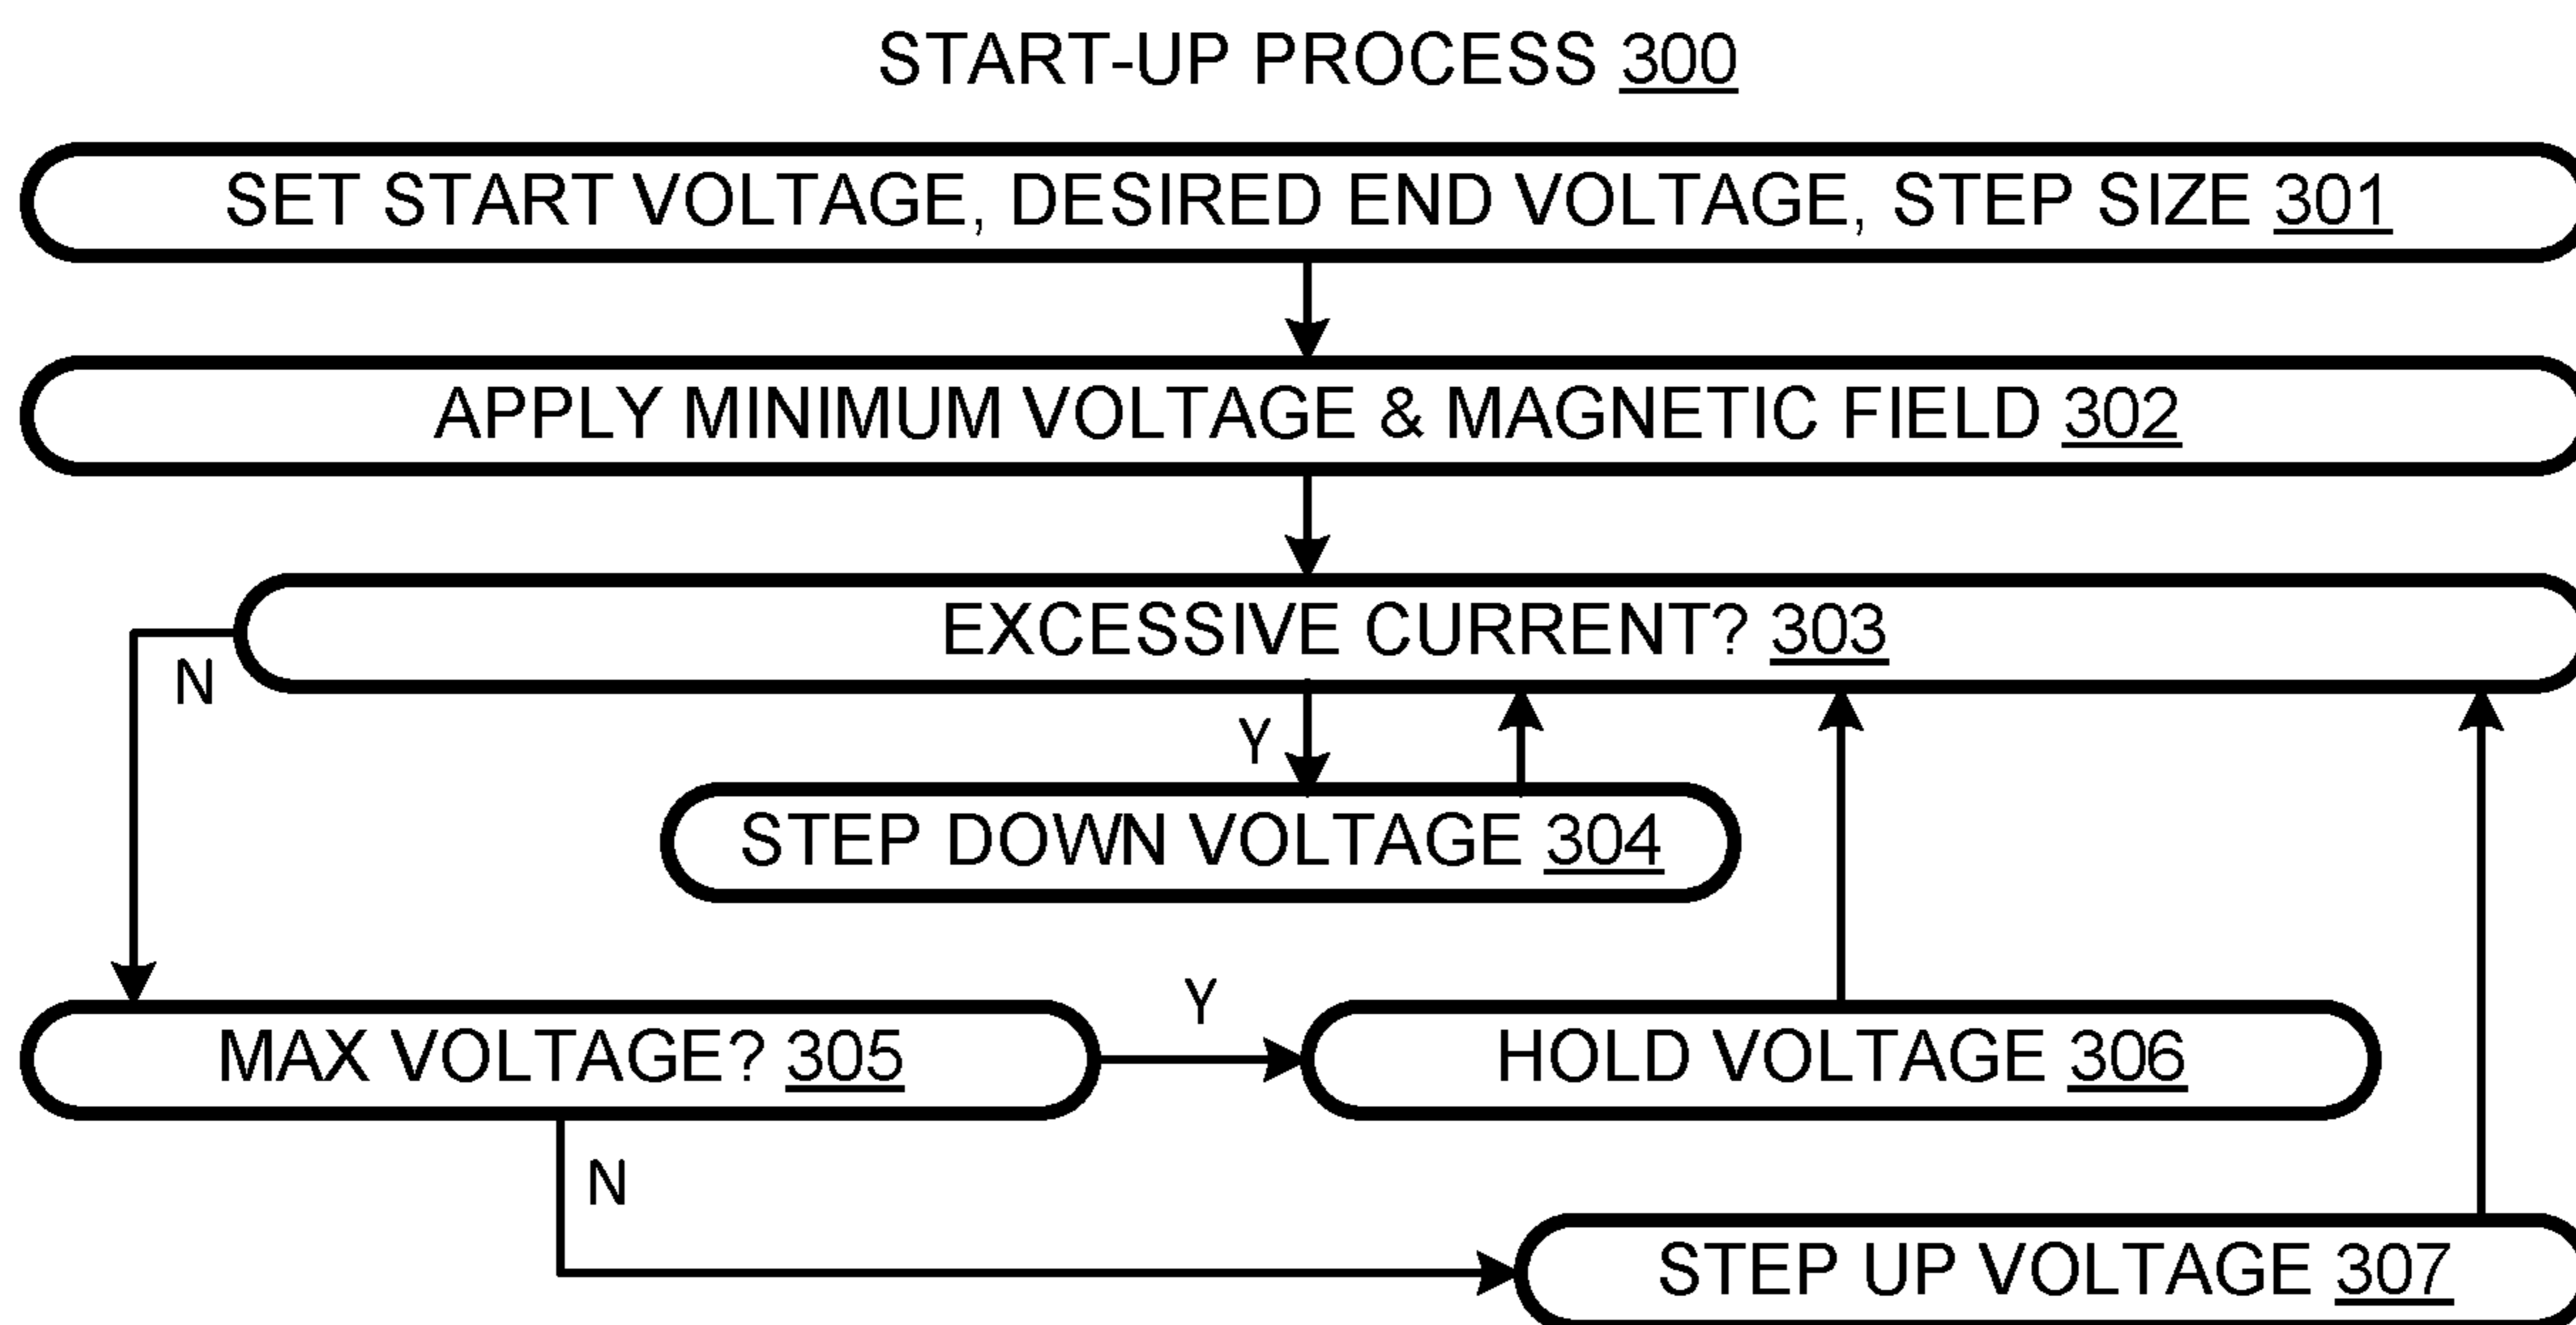 START-UP PROCESS 300
SET START VOLTAGE, DESIRED END VOLTAGE, STEP SIZE 301
APPLY MINIMUM VOLTAGE & MAGNETIC FIELD 302
EXCESSIVE CURRENT? 303
N
Y
STEP DOWN VOLTAGE 304
MAX VOLTAGE? 305
Y
HOLD VOLTAGE 306
N
STEP UP VOLTAGE 307